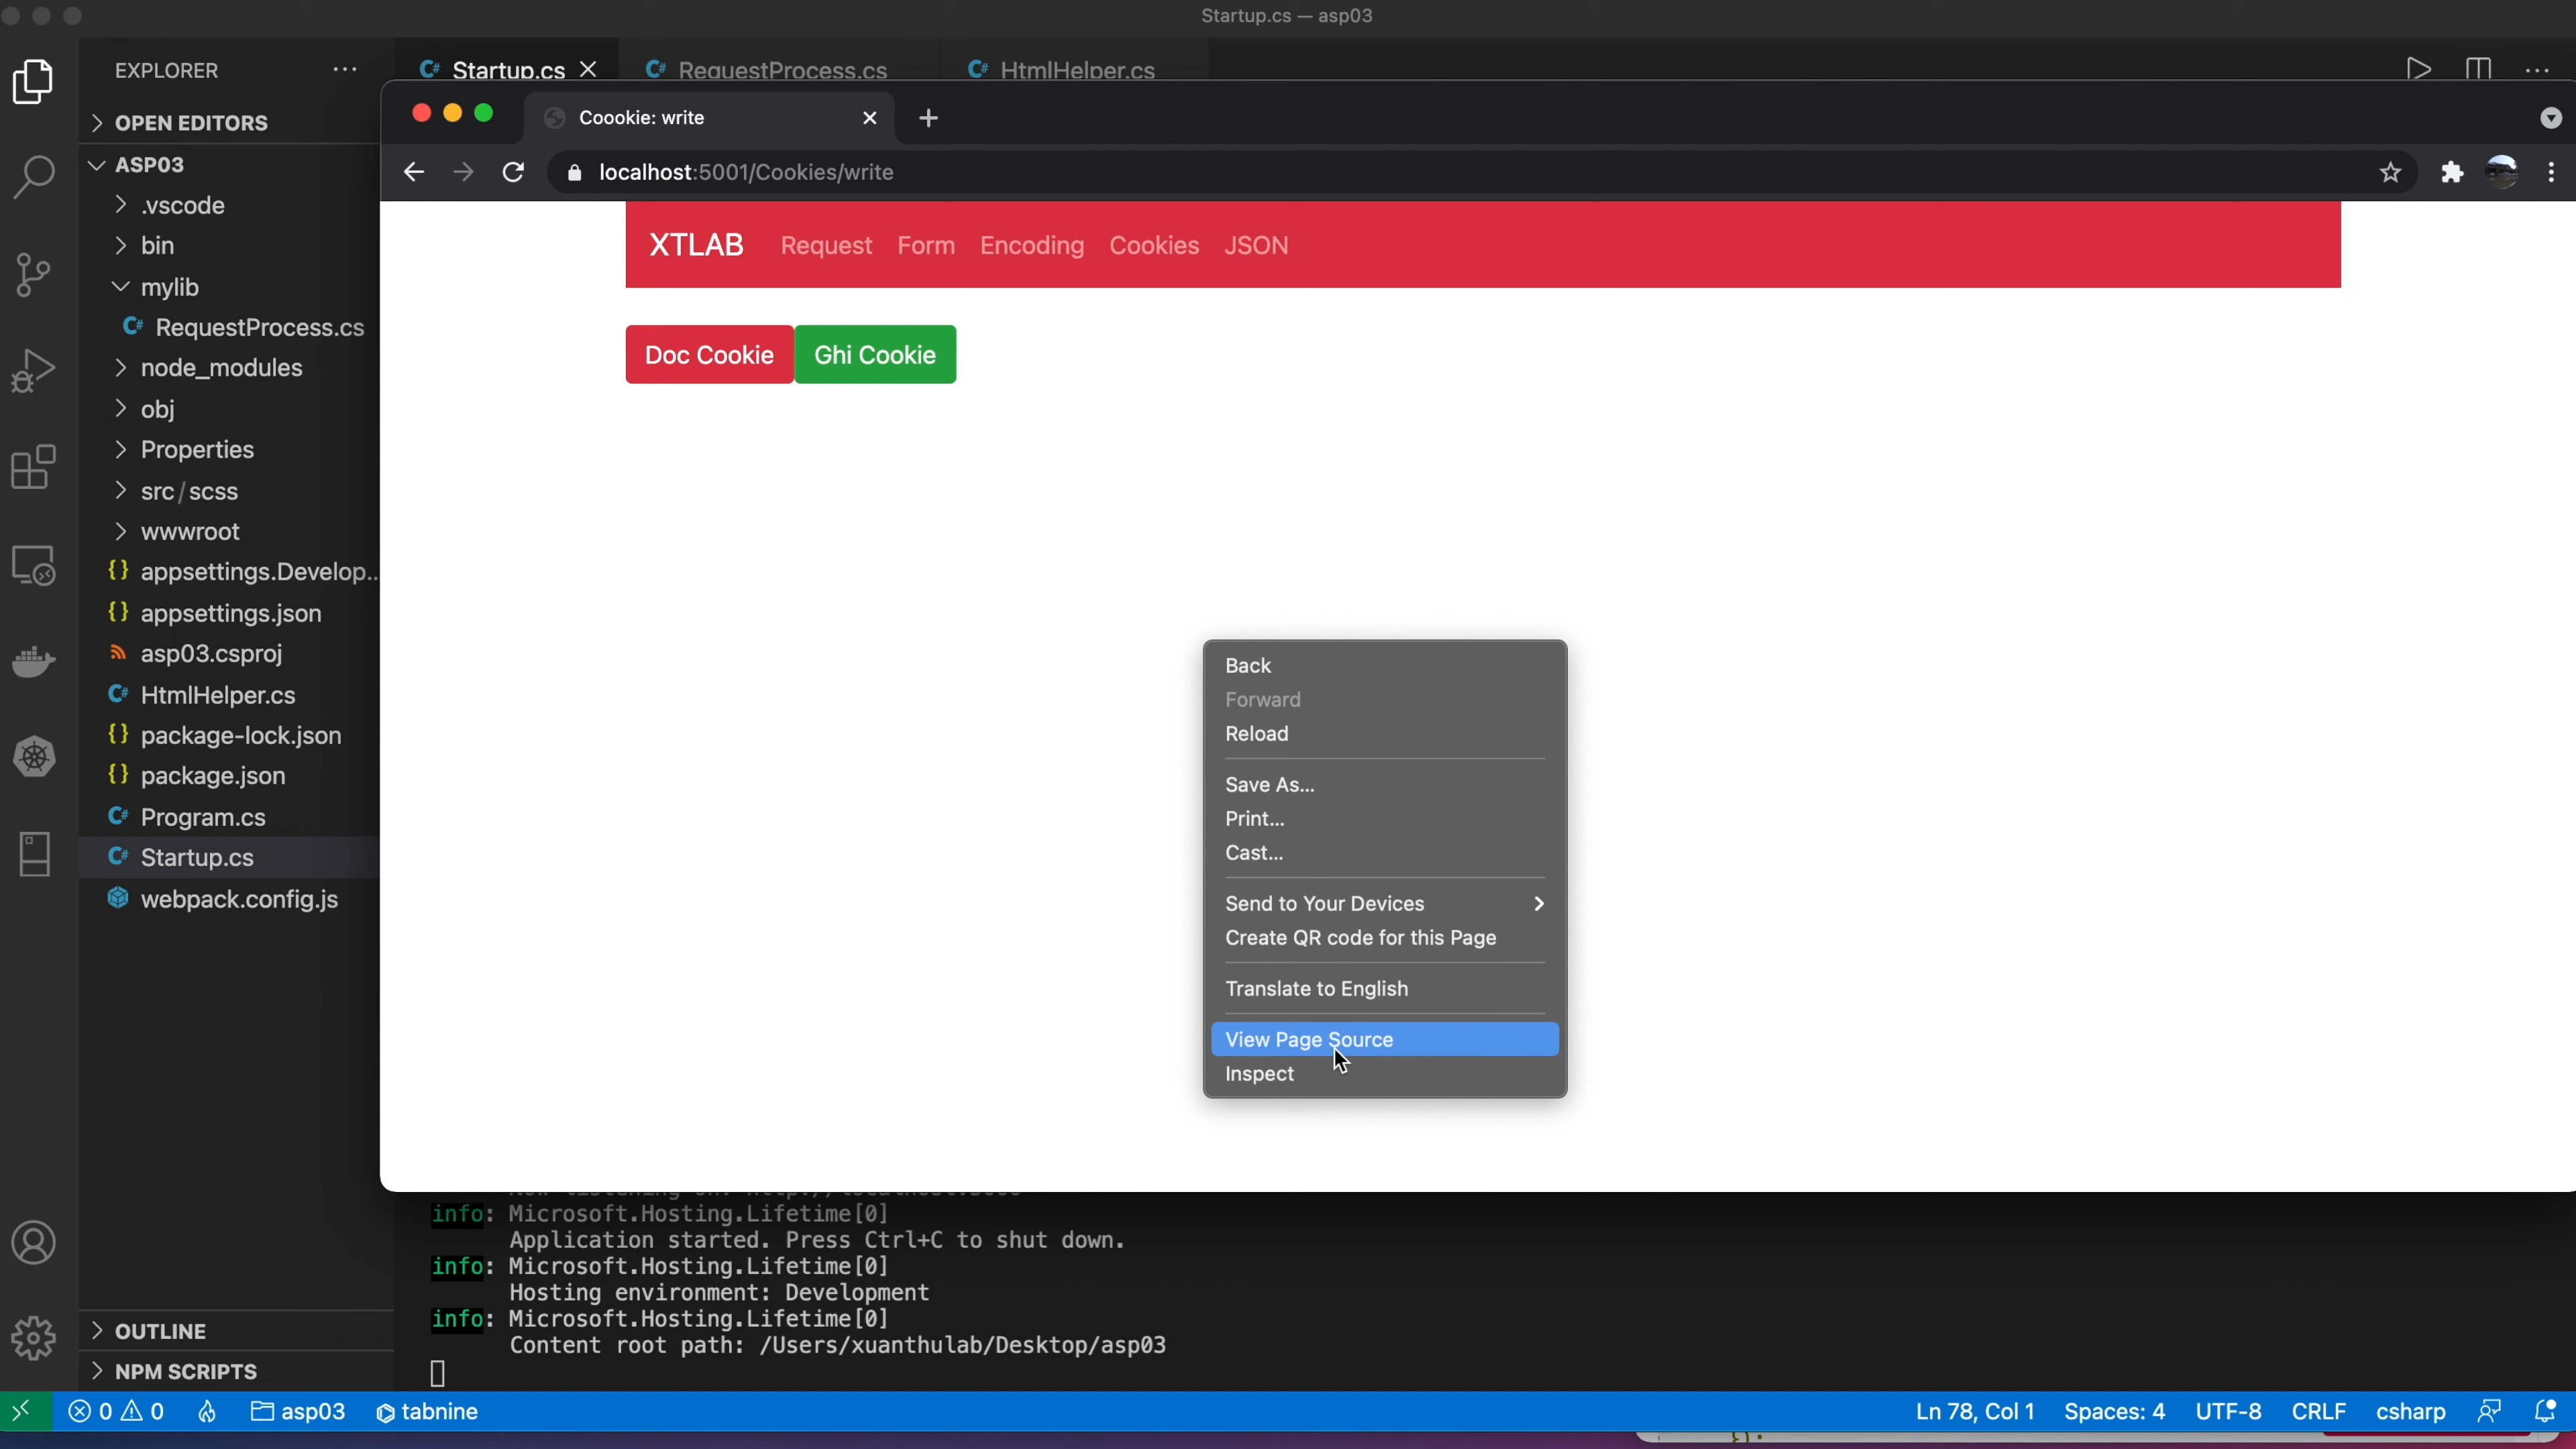 Startup.cs — asp03
EXPLORER
Startup.cs
RequestProcess.cs
HtmlHelper.cs
OPEN EDITORS
ASP03
.vscode
bin
mylib
RequestProcess.cs
node_modules
obj
Properties
src/scss
wwwroot
appsettings.Develop...
appsettings.json
asp03.csproj
HtmlHelper.cs
package-lock.json
package.json
Program.cs
Startup.cs
webpack.config.js
OUTLINE
NPM SCRIPTS
Coookie: write
localhost:5001/Cookies/write
XTLAB Request Form Encoding Cookies JSON
Doc Cookie Ghi Cookie
Back
Forward
Reload
Save As...
Print...
Cast...
Send to Your Devices
Create QR code for this Page
Translate to English
View Page Source
Inspect
info: Microsoft.Hosting.Lifetime[0]
Application started. Press Ctrl+C to shut down.
info: Microsoft.Hosting.Lifetime[0]
Hosting environment: Development
info: Microsoft.Hosting.Lifetime[0]
Content root path: /Users/xuanthulab/Desktop/asp03
0 0 asp03 tabnine Ln 78, Col 1 Spaces: 4 UTF-8 CRLF csharp